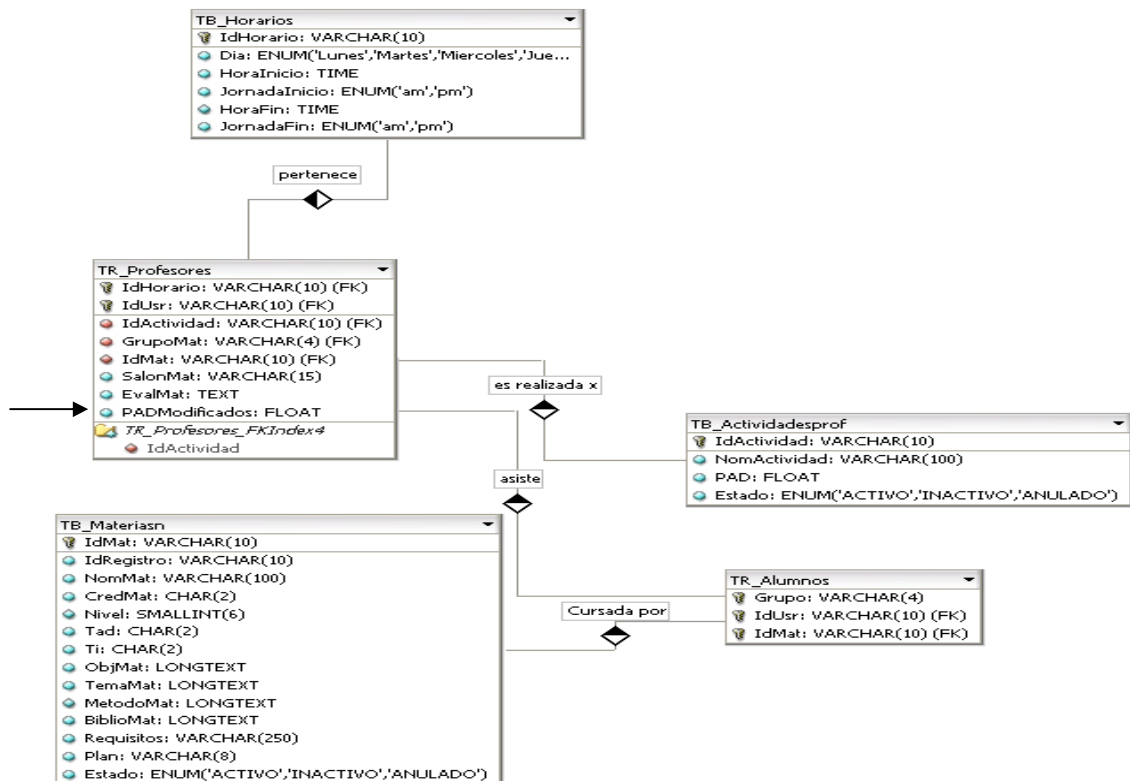 TB_Horarios
IdHorario: VARCHAR(10)
Dia: ENUM('Lunes','Martes','Miercoles','Jue...
HoraInicio: TIME
JornadaInicio: ENUM('am','pm')
HoraFin: TIME
JornadaFin: ENUM('am','pm')
pertenece
TR_Profesores
IdHorario: VARCHAR(10) (FK)
IdUsr: VARCHAR(10) (FK)
IdActividad: VARCHAR(10) (FK)
GrupoMat: VARCHAR(4) (FK)
IdMat: VARCHAR(10) (FK)
SalonMat: VARCHAR(15)
EvalMat: TEXT
PADModificados: FLOAT
TR_Profesores_FKIndex4
IdActividad
es realizada x
TB_Actividadesprof
IdActividad: VARCHAR(10)
NomActividad: VARCHAR(100)
PAD: FLOAT
Estado: ENUM('ACTIVO','INACTIVO','ANULADO')
asiste
TB_Materiasn
IdMat: VARCHAR(10)
IdRegistro: VARCHAR(10)
NomMat: VARCHAR(100)
CredMat: CHAR(2)
Nivel: SMALLINT(6)
Tad: CHAR(2)
Ti: CHAR(2)
ObjMat: LONGTEXT
TemaMat: LONGTEXT
MetodoMat: LONGTEXT
BiblioMat: LONGTEXT
Requisitos: VARCHAR(250)
Plan: VARCHAR(8)
Estado: ENUM('ACTIVO','INACTIVO','ANULADO')
Cursada por
TR_Alumnos
Grupo: VARCHAR(4)
IdUsr: VARCHAR(10) (FK)
IdMat: VARCHAR(10) (FK)